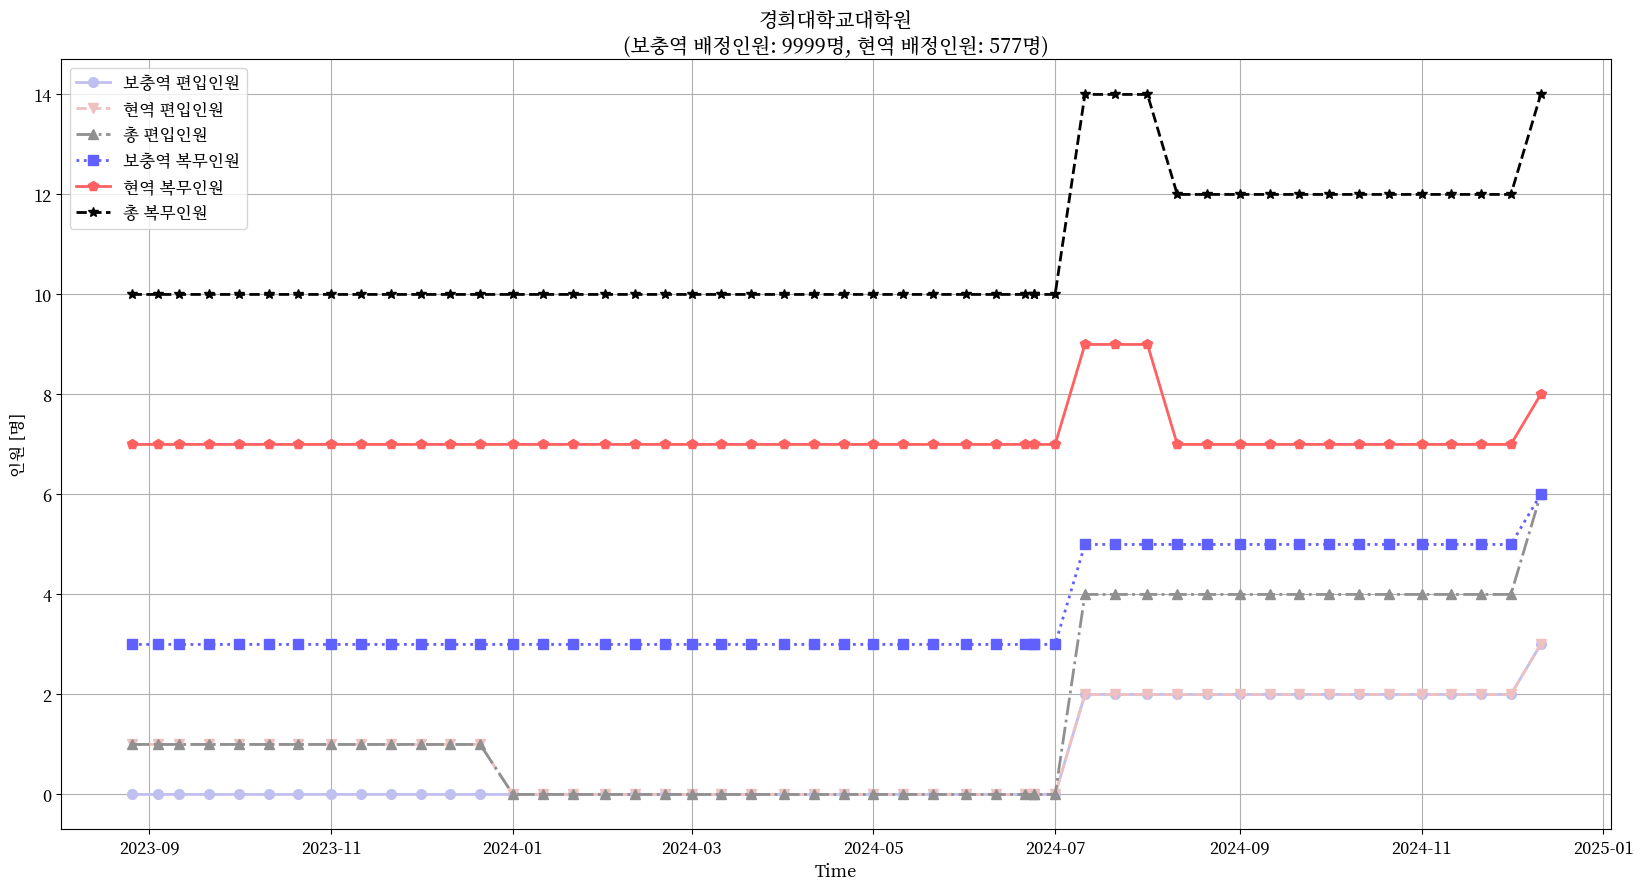 경희대학교대학원
(보충역 배정인원: 9999명, 현역 배정인원: 577명)
보충역 편입인원
현역 편입인원
총 편입인원
보충역 복무인원
현역 복무인원
총 복무인원
인원 [명]
14
12
10
8
6
4
2
0
2023-09
2023-11
2024-01
2024-03
2024-05
2024-07
2024-09
2024-11
2025-01
Time